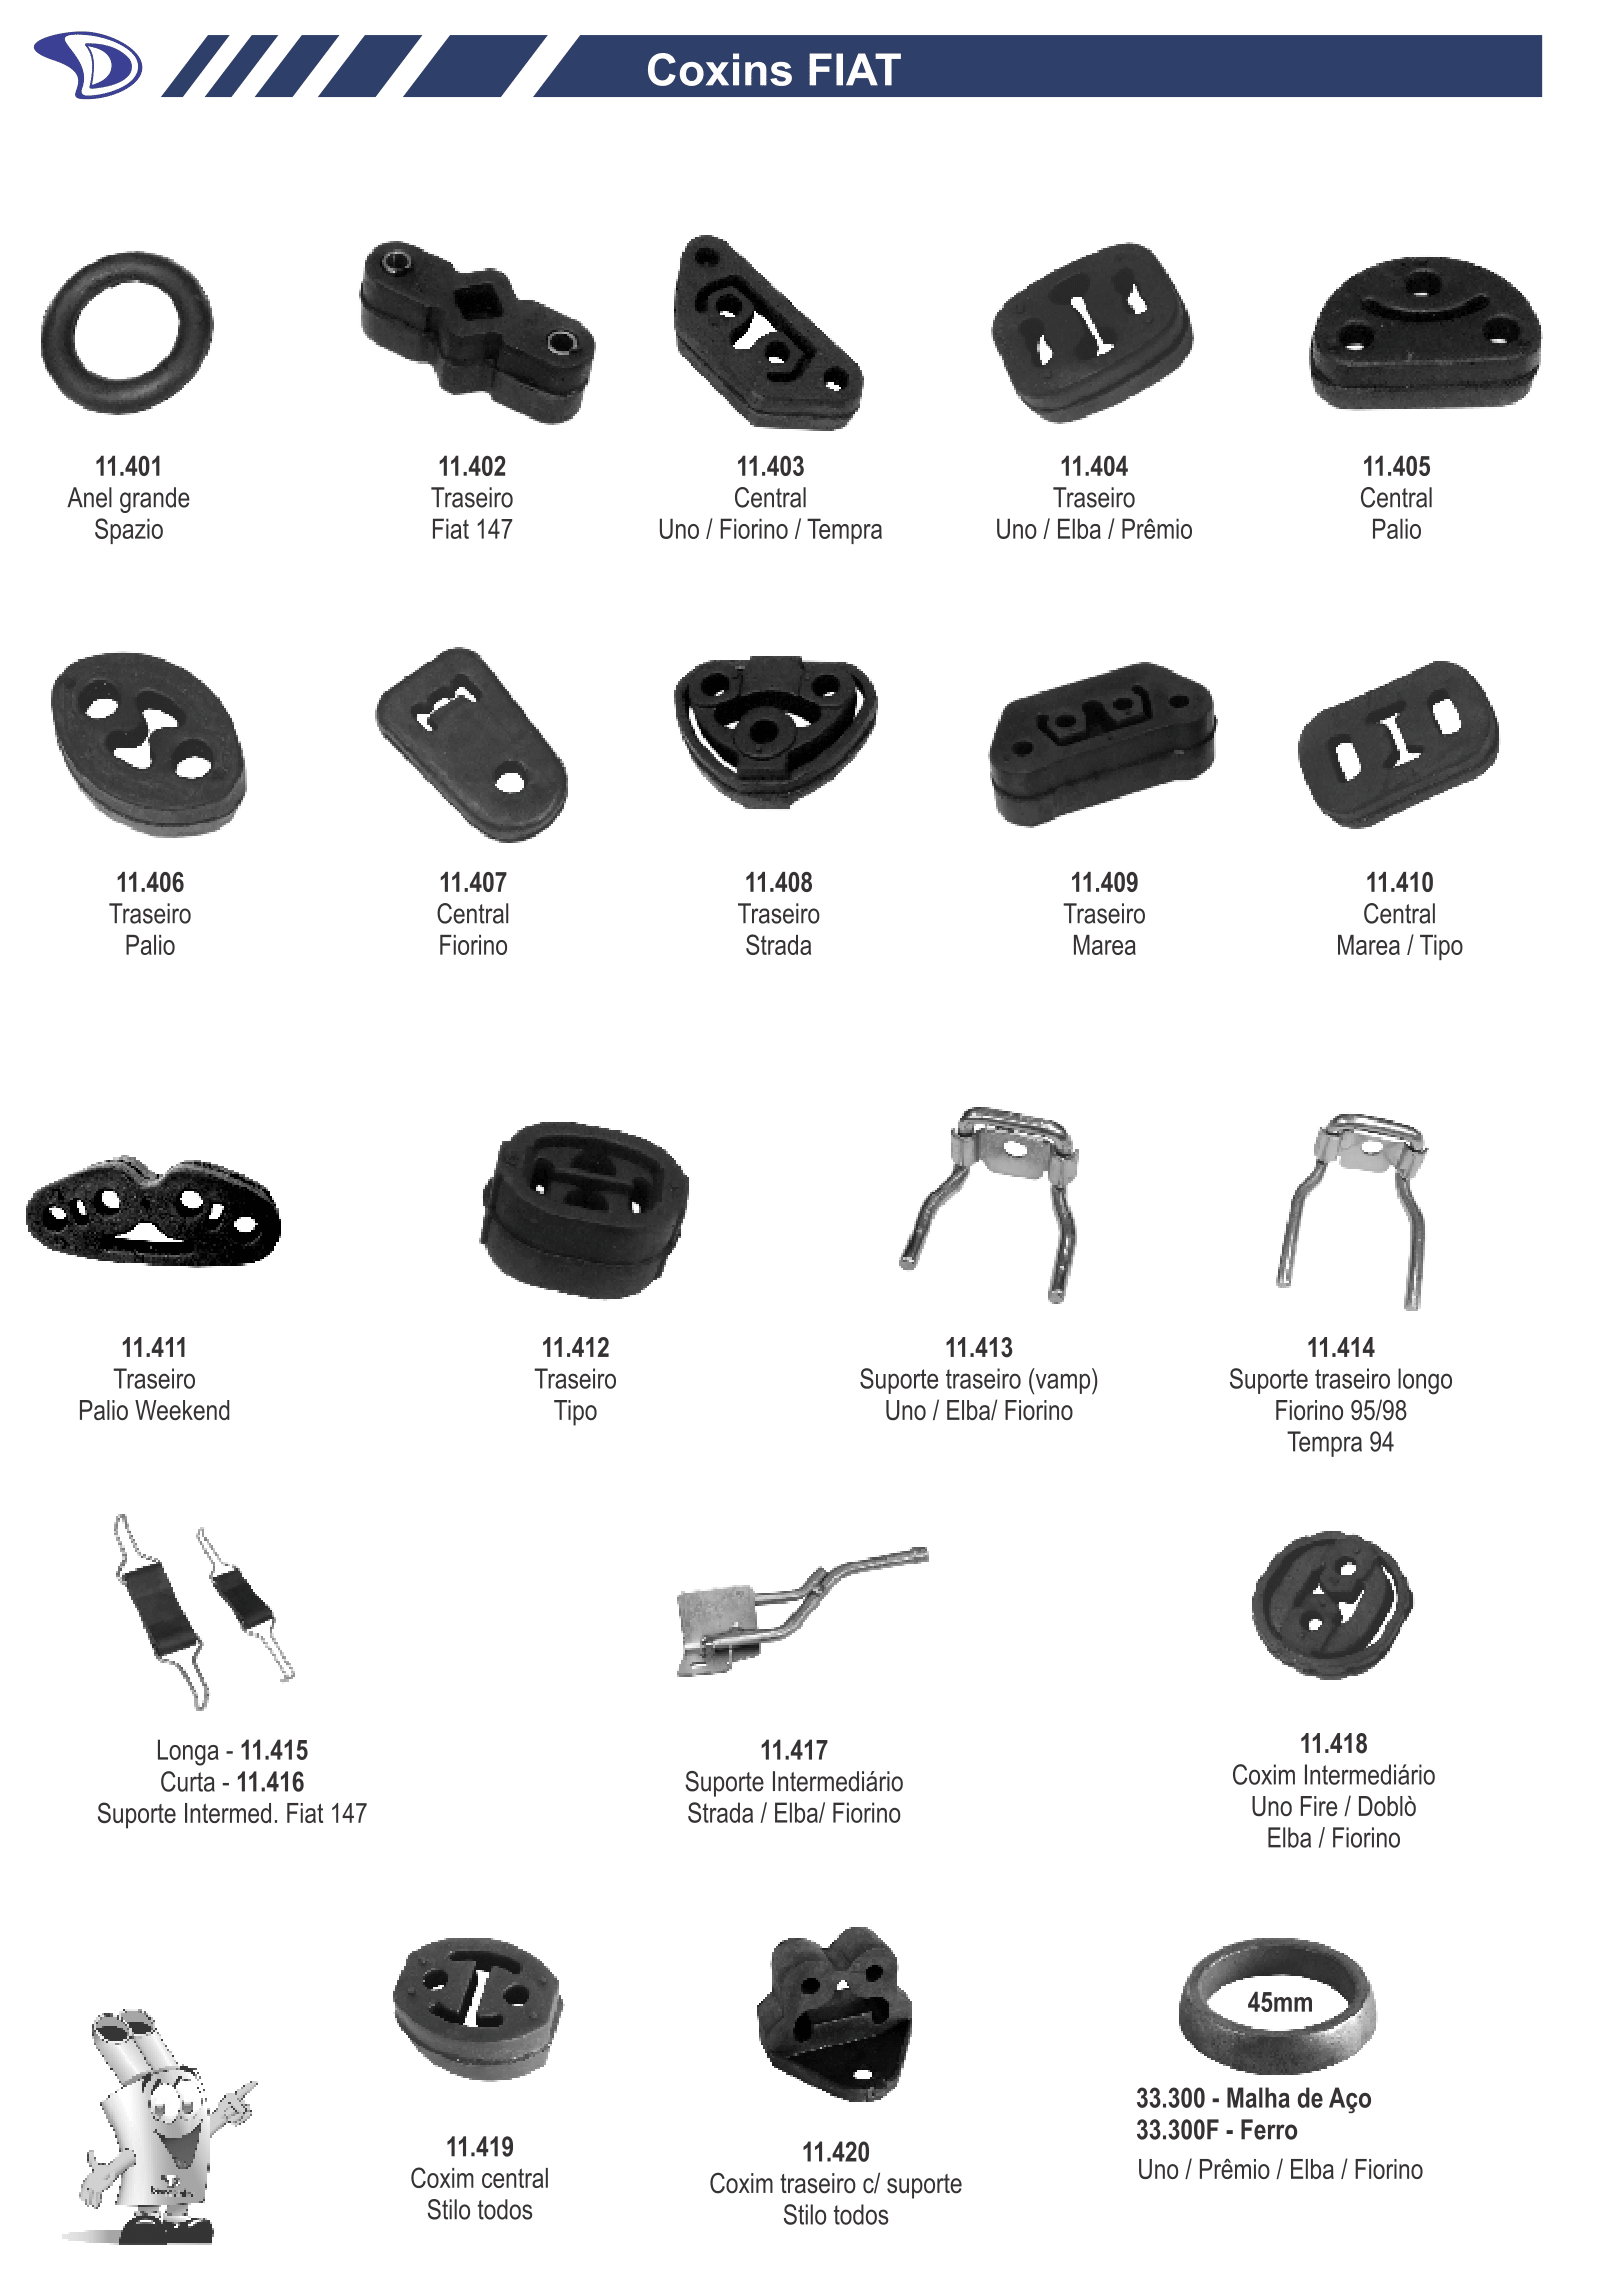 Coxins FIAT
11.401
Anel grande
Spazio
11.402
Traseiro
Fiat 147
11.403
Central
Uno / Fiorino / Tempra
11.404
Traseiro
Uno / Elba / Prêmio
11.405
Central
Palio
11.406
Traseiro
Palio
11.407
Central
Fiorino
11.408
Traseiro
Strada
11.409
Traseiro
Marea
11.410
Central
Marea / Tipo
11.411
Traseiro
Palio Weekend
11.412
Traseiro
Tipo
11.413
Suporte traseiro (vamp)
Uno / Elba/ Fiorino
11.414
Suporte traseiro longo
Fiorino 95/98
Tempra 94
Longa - 11.415
Curta - 11.416
Suporte Intermed. Fiat 147
11.417
Suporte Intermediário
Strada / Elba/ Fiorino
11.418
Coxim Intermediário
Uno Fire / Doblò
Elba / Fiorino
11.419
Coxim central
Stilo todos
11.420
Coxim traseiro c/ suporte
Stilo todos
45mm
33.300 - Malha de Aço
33.300F - Ferro
Uno / Prêmio / Elba / Fiorino